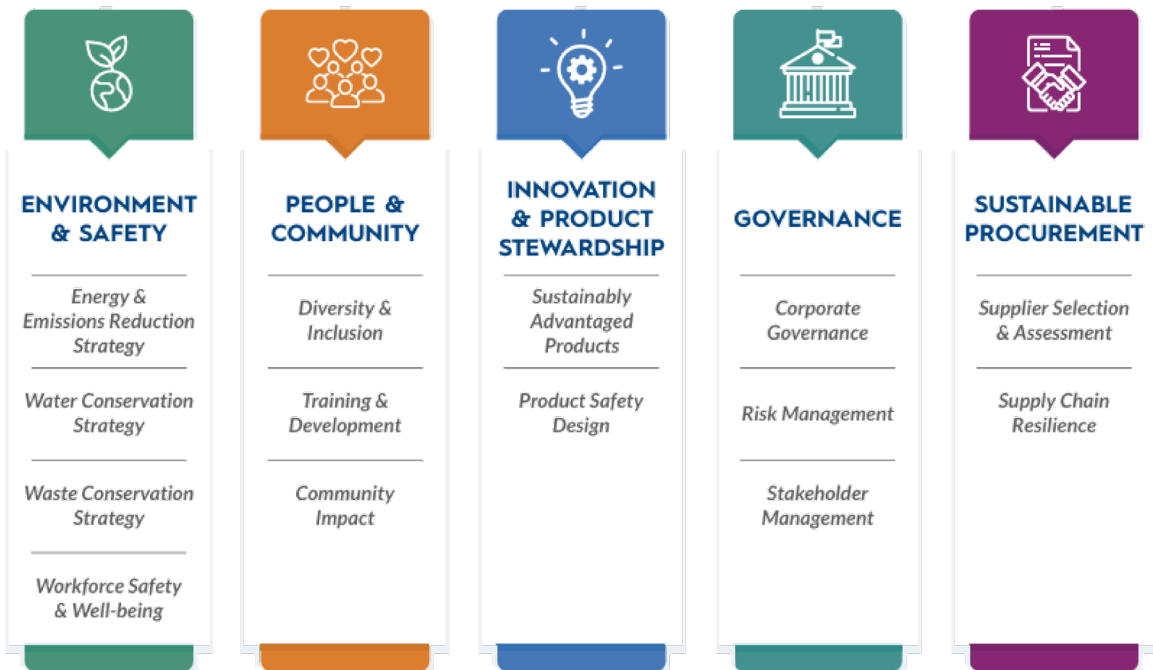 ENVIRONMENT
& SAFETY
Energy &
Emissions Reduction
Strategy
Water Conservation
Strategy
Waste Conservation
Strategy
Workforce Safety
& Well-being
PEOPLE &
COMMUNITY
Diversity &
Inclusion
Training &
Development
Community
Impact
INNOVATION
& PRODUCT
STEWARDSHIP
Sustainably
Advantaged
Products
Product Safety
Design
GOVERNANCE
Corporate
Governance
Risk Management
Stakeholder
Management
SUSTAINABLE
PROCUREMENT
Supplier Selection
& Assessment
Supply Chain
Resilience